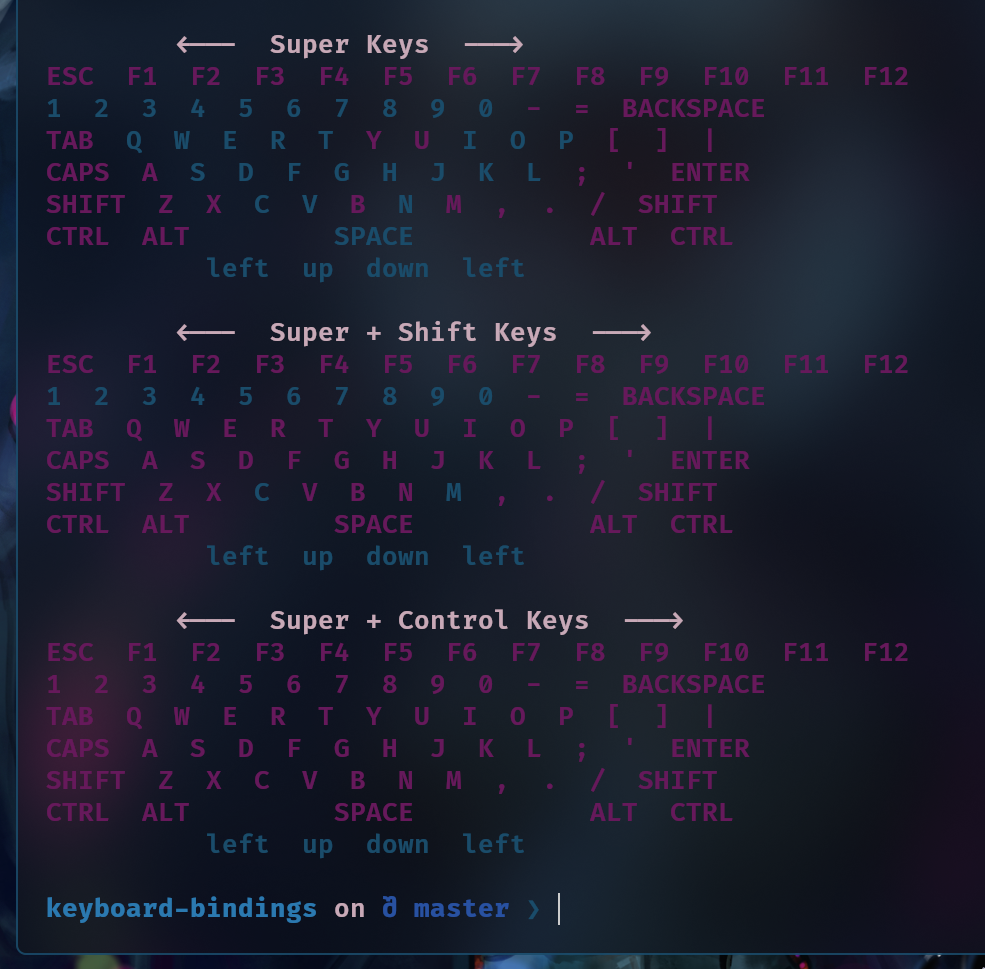 <--- Super Keys --->
ESC F1 F2 F3 F4 F5 F6 F7 F8 F9 F10 F11 F12
1 2 3 4 5 6 7 8 9 0 - = BACKSPACE
TAB Q W E R T Y U I O P [ ] |
CAPS A S D F G H J K L ; ' ENTER
SHIFT Z X C V B N M , . / SHIFT
CTRL ALT SPACE ALT CTRL
left up down left
<--- Super + Shift Keys --->
ESC F1 F2 F3 F4 F5 F6 F7 F8 F9 F10 F11 F12
1 2 3 4 5 6 7 8 9 0 - = BACKSPACE
TAB Q W E R T Y U I O P [ ] |
CAPS A S D F G H J K L ; ' ENTER
SHIFT Z X C V B N M , . / SHIFT
CTRL ALT SPACE ALT CTRL
left up down left
<--- Super + Control Keys --->
ESC F1 F2 F3 F4 F5 F6 F7 F8 F9 F10 F11 F12
1 2 3 4 5 6 7 8 9 0 - = BACKSPACE
TAB Q W E R T Y U I O P [ ] |
CAPS A S D F G H J K L ; ' ENTER
SHIFT Z X C V B N M , . / SHIFT
CTRL ALT SPACE ALT CTRL
left up down left
keyboard-bindings on master ❯